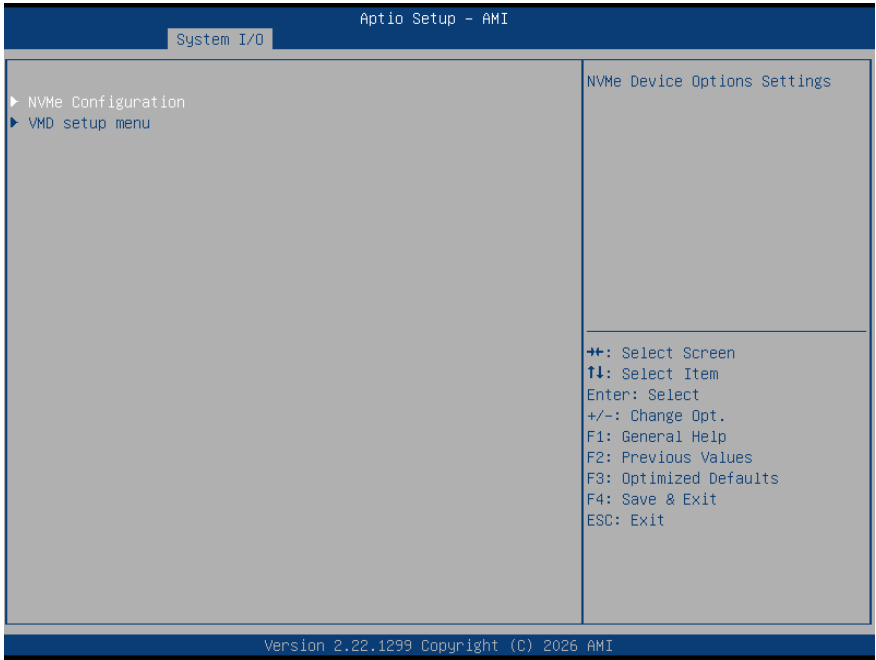 Aptio Setup – AMI
System I/O
NVMe Configuration
VMD setup menu
NVMe Device Options Settings
→←: Select Screen
↑↓: Select Item
Enter: Select
+/-: Change Opt.
F1: General Help
F2: Previous Values
F3: Optimized Defaults
F4: Save & Exit
ESC: Exit
Version 2.22.1299 Copyright (C) 2026 AMI